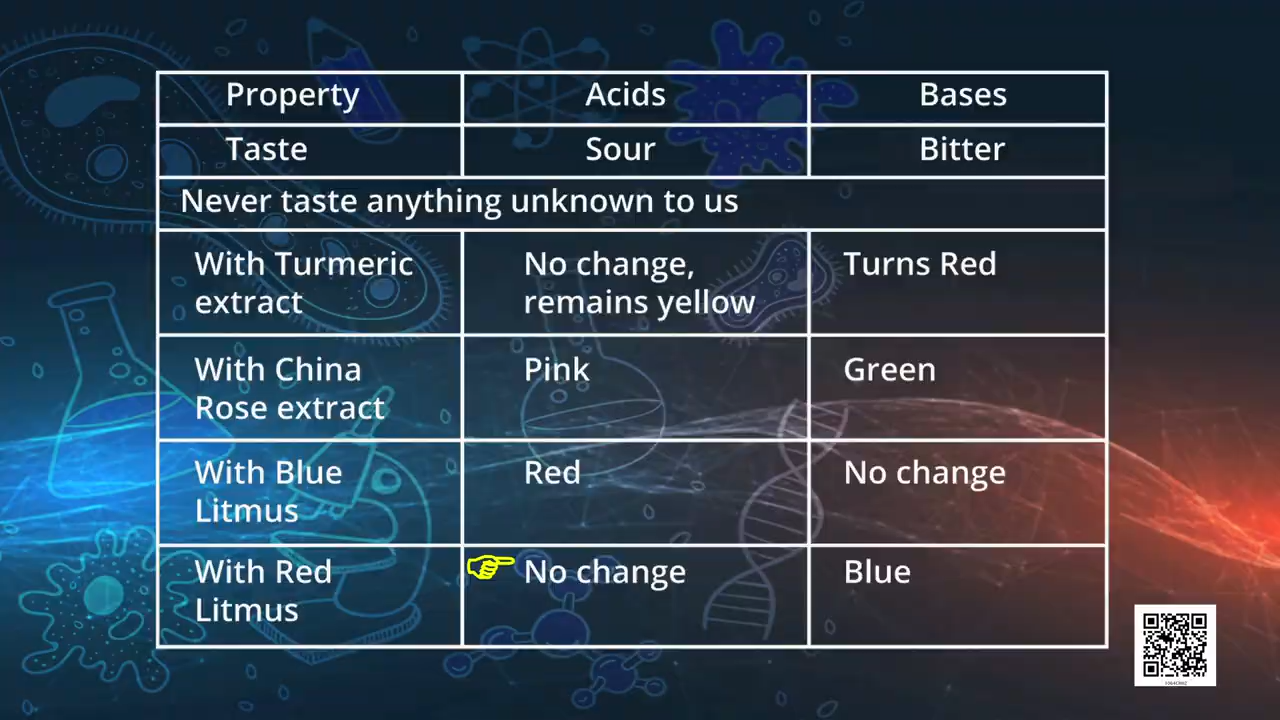 Property Acids Bases
Taste Sour Bitter
Never taste anything unknown to us
With Turmeric
extract
No change,
remains yellow
Turns Red
With China
Rose extract
Pink
Green
With Blue
Litmus
Red
No change
With Red
Litmus
No change
Blue